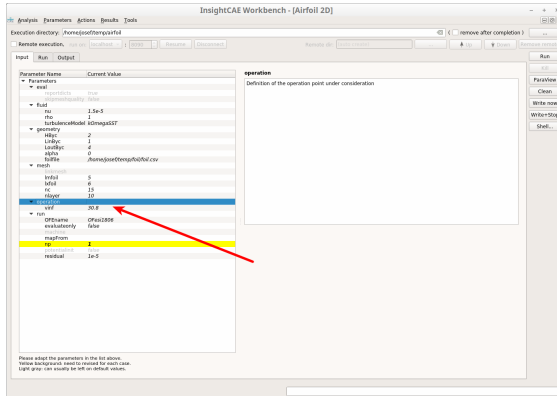 InsightCAE Workbench - [Airfoil 2D]
Analysis Parameters Actions Results Tools
Execution directory: /home/josef/temp/airfoil
( remove after completion )
...
Remote execution,
localhost
Resume
Disconnect
Up
Down
Input Run Output
Run
ParaView
Clean
Write now
Write+Stop
Shell...
Parameter Name Current Value
Parameters
eval
reportdicts true
false
fluid
nu 1.5e-5
rho 1
turbulenceModel kOmegaSST
geometry
HByc 2
LinByc 1
LoutByc 4
alpha 0
foilfile /home/josef/temp/foil/foil.csv
mesh
lmfoil 5
lxfoil 6
nc 15
nlayer 10
operation
vinf 30.8
run
OFEname OFesi1806
evaluateonly false
machine
mapFrom
np 1
potentialinit false
residual 1e-5
operation
Definition of the operation point under consideration
Please adapt the parameters in the list above.
Yellow background: need to revised for each case.
Light gray: can usually be left on default values.